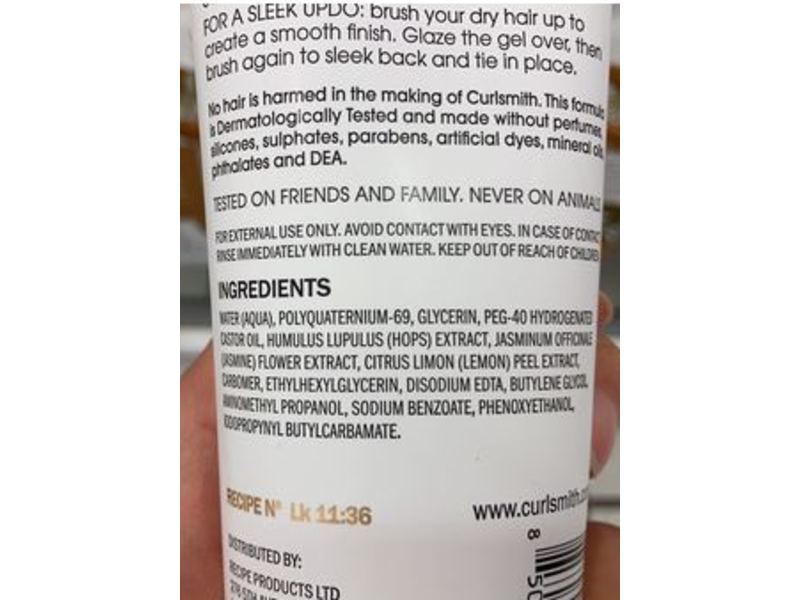 FOR A SLEEK UPDO: brush your dry hair up to
create a smooth finish. Glaze the gel over, then
brush again to sleek back and tie in place.
No hair is harmed in the making of Curlsmith. This formula
is Dermatologically Tested and made without perfumes,
silicones, sulphates, parabens, artificial dyes, mineral oil,
phthalates and DEA.
TESTED ON FRIENDS AND FAMILY. NEVER ON ANIMALS
FOR EXTERNAL USE ONLY. AVOID CONTACT WITH EYES. IN CASE OF CONTACT
RINSE IMMEDIATELY WITH CLEAN WATER. KEEP OUT OF REACH OF CHILDREN
INGREDIENTS
WATER (AQUA), POLYQUATERNIUM-69, GLYCERIN, PEG-40 HYDROGENATED
CASTOR OIL, HUMULUS LUPULUS (HOPS) EXTRACT, JASMINUM OFFICINALE
(JASMINE) FLOWER EXTRACT, CITRUS LIMON (LEMON) PEEL EXTRACT,
CARBOMER, ETHYLHEXYLGLYCERIN, DISODIUM EDTA, BUTYLENE GLYCOL,
AMINOMETHYL PROPANOL, SODIUM BENZOATE, PHENOXYETHANOL,
IODOPROPYNYL BUTYLCARBAMATE.
RECIPE Nº Lk 11:36
www.curlsmith.c
DISTRIBUTED BY:
RECIPE PRODUCTS LTD
8 50